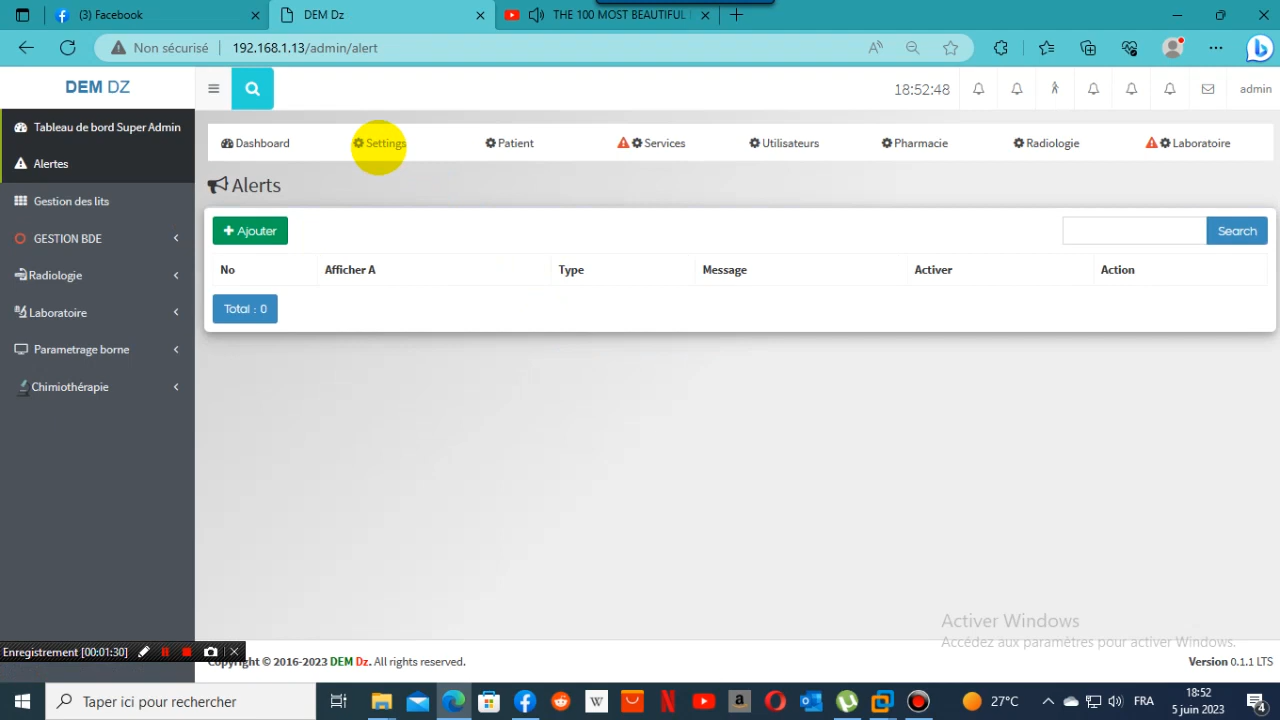 (3) Facebook
DEM Dz
THE 100 MOST BEAUTIFUL
Non sécurisé
192.168.1.13/admin/alert
DEM DZ
18:52:48
admin
Tableau de bord Super Admin
Alertes
Gestion des lits
GESTION BDE
Radiologie
Laboratoire
Parametrage borne
Chimiothérapie
Dashboard
Settings
Patient
Services
Utilisateurs
Pharmacie
Radiologie
Laboratoire
Alerts
Ajouter
Search
No
Afficher A
Type
Message
Activer
Action
Total : 0
Activer Windows
Accédez aux paramètres pour activer Windows.
Enregistrement [00:01:30]
Copyright © 2016-2023 DEM Dz. All rights reserved.
Version 0.1.1 LTS
Taper ici pour rechercher
27°C
FRA
18:52
5 juin 2023
4